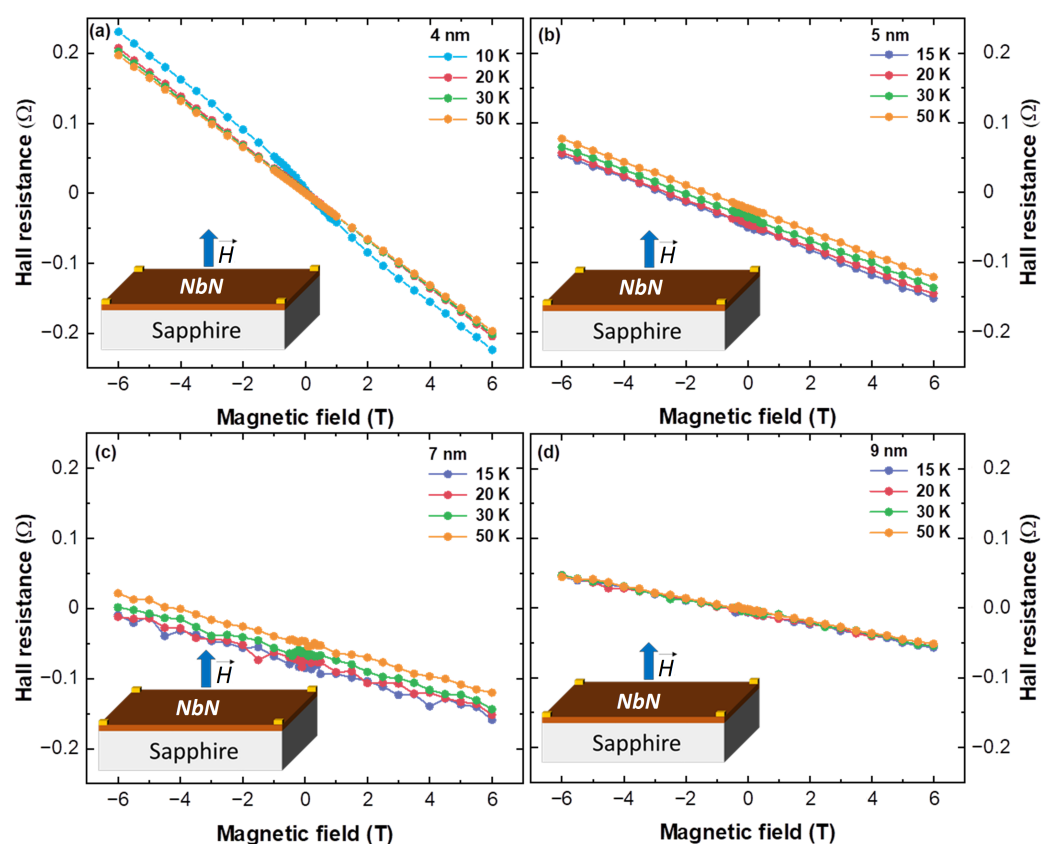 (a)
4 nm
10 K
20 K
30 K
50 K
0.2
0.1
0
−0.1
−0.2
Hall resistance (Ω)
H
NbN
Sapphire
−6 −4 −2 0 2 4 6
Magnetic field (T)
(b)
5 nm
15 K
20 K
30 K
50 K
0.2
0.1
0
−0.1
−0.2
Hall resistance (Ω)
H
NbN
Sapphire
−6 −4 −2 0 2 4 6
Magnetic field (T)
(c)
7 nm
15 K
20 K
30 K
50 K
0.2
0.1
0
−0.1
−0.2
Hall resistance (Ω)
H
NbN
Sapphire
−6 −4 −2 0 2 4 6
Magnetic field (T)
(d)
9 nm
15 K
20 K
30 K
50 K
0.2
0.1
0
−0.1
−0.2
Hall resistance (Ω)
H
NbN
Sapphire
−6 −4 −2 0 2 4 6
Magnetic field (T)